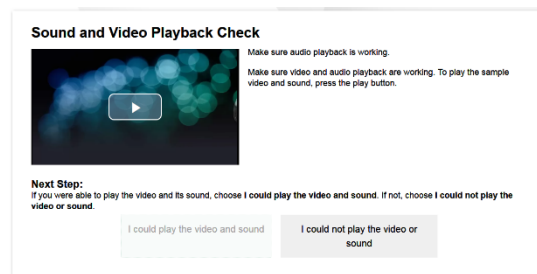 Sound and Video Playback Check
Make sure audio playback is working.
Make sure video and audio playback are working. To play the sample
video and sound, press the play button.
Next Step:
If you were able to play the video and its sound, choose I could play the video and sound. If not, choose I could not play the
video or sound.
I could play the video and sound
I could not play the video or
sound